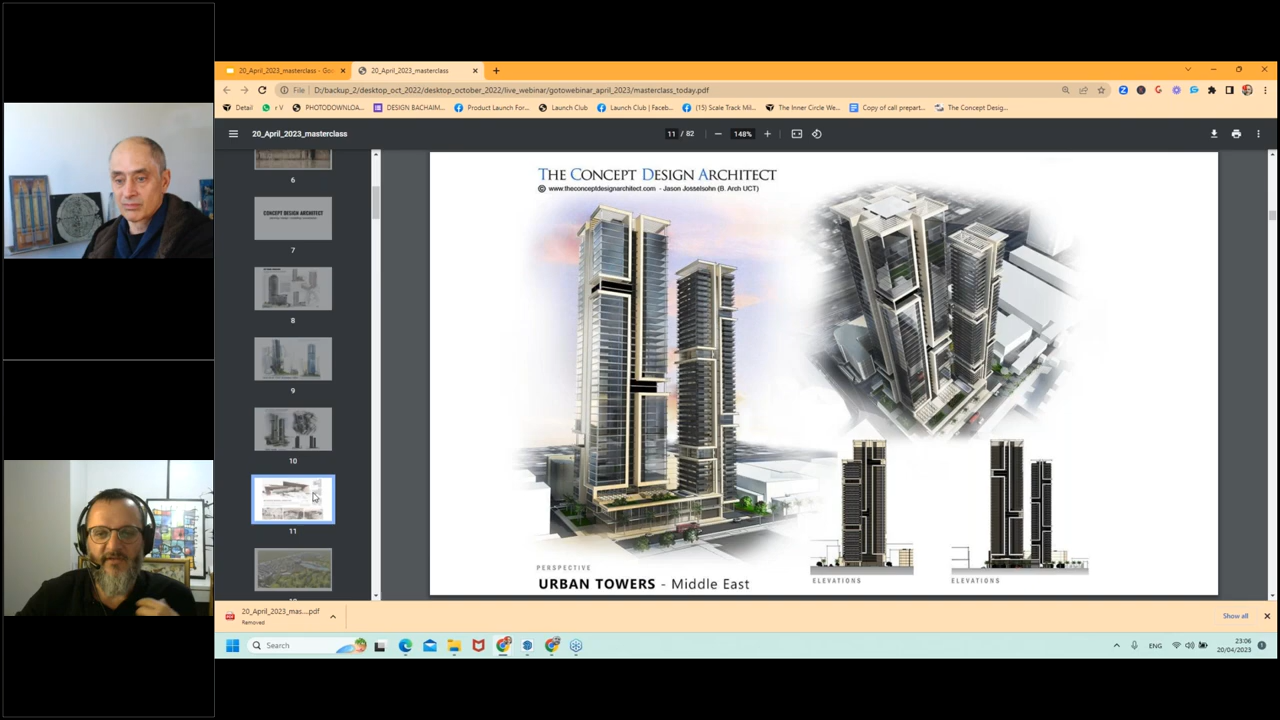 20_April_2023_masterclass - Goo
20_April_2023_masterclass
File
D:/backup_2/desktop_oct_2022/desktop_october_2022/live_webinar/gotowebinar_april_2023/masterclass_today.pdf
Detail
r V
PHOTODOWNLOA...
DESIGN BACHAIM...
Product Launch For...
Launch Club
Launch Club | Faceb...
(15) Scale Track Mil...
The Inner Circle We...
Copy of call prepart...
The Concept Desig...
20_April_2023_masterclass
11 / 82
148%
6
CONCEPT DESIGN ARCHITECT
7
8
9
10
11
THE CONCEPT DESIGN ARCHITECT
© www.theconceptdesignarchitect.com - Jason Josselsohn (B. Arch UCT)
PERSPECTIVE
URBAN TOWERS - Middle East
ELEVATIONS
ELEVATIONS
20_April_2023_mas....pdf
Removed
Show all
Search
ENG
23:06
20/04/2023